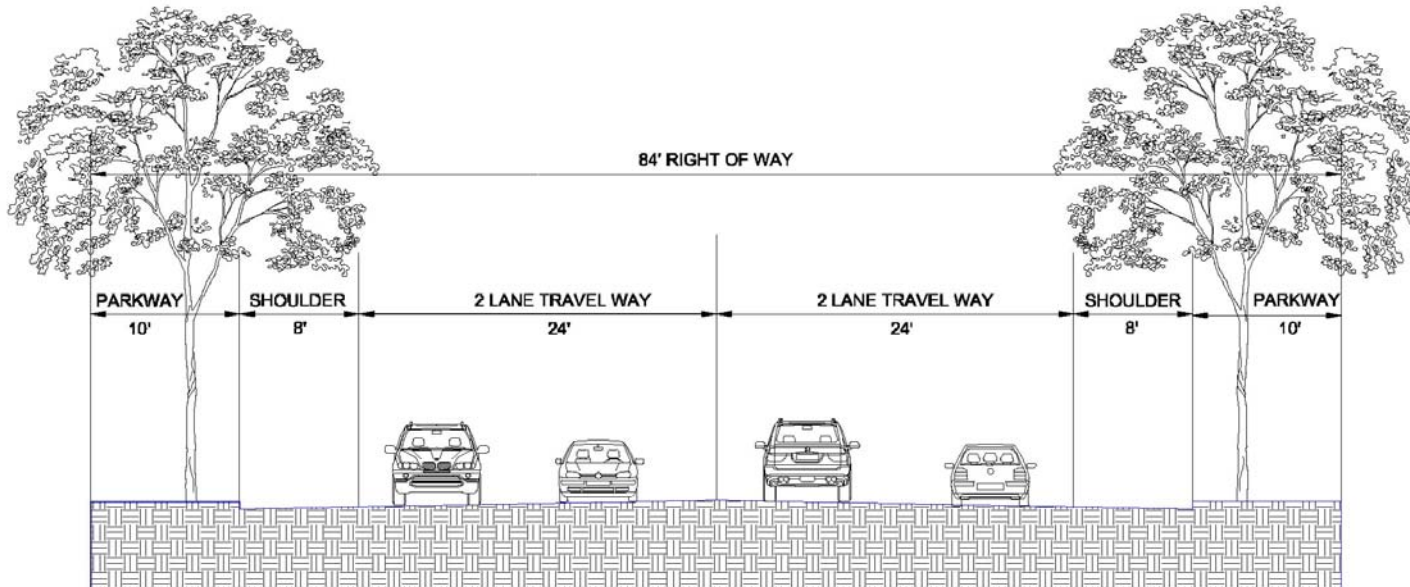 84' RIGHT OF WAY
PARKWAY SHOULDER 2 LANE TRAVEL WAY 2 LANE TRAVEL WAY SHOULDER PARKWAY
10' 8' 24' 24' 8' 10'